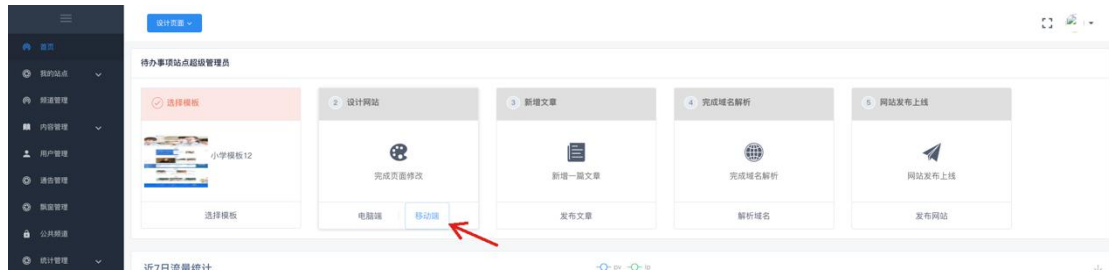 设计页面
首页
我的站点
频道管理
内容管理
用户管理
通告管理
飘窗管理
公共频道
统计管理
待办事项站点超级管理员
选择模板
2 设计网站
3 新增文章
4 完成域名解析
5 网站发布上线
小学模板12
完成页面修改
新增一篇文章
完成域名解析
网站发布上线
选择模板
电脑端
移动端
发布文章
解析域名
发布网站
近7日流量统计
PV
IP